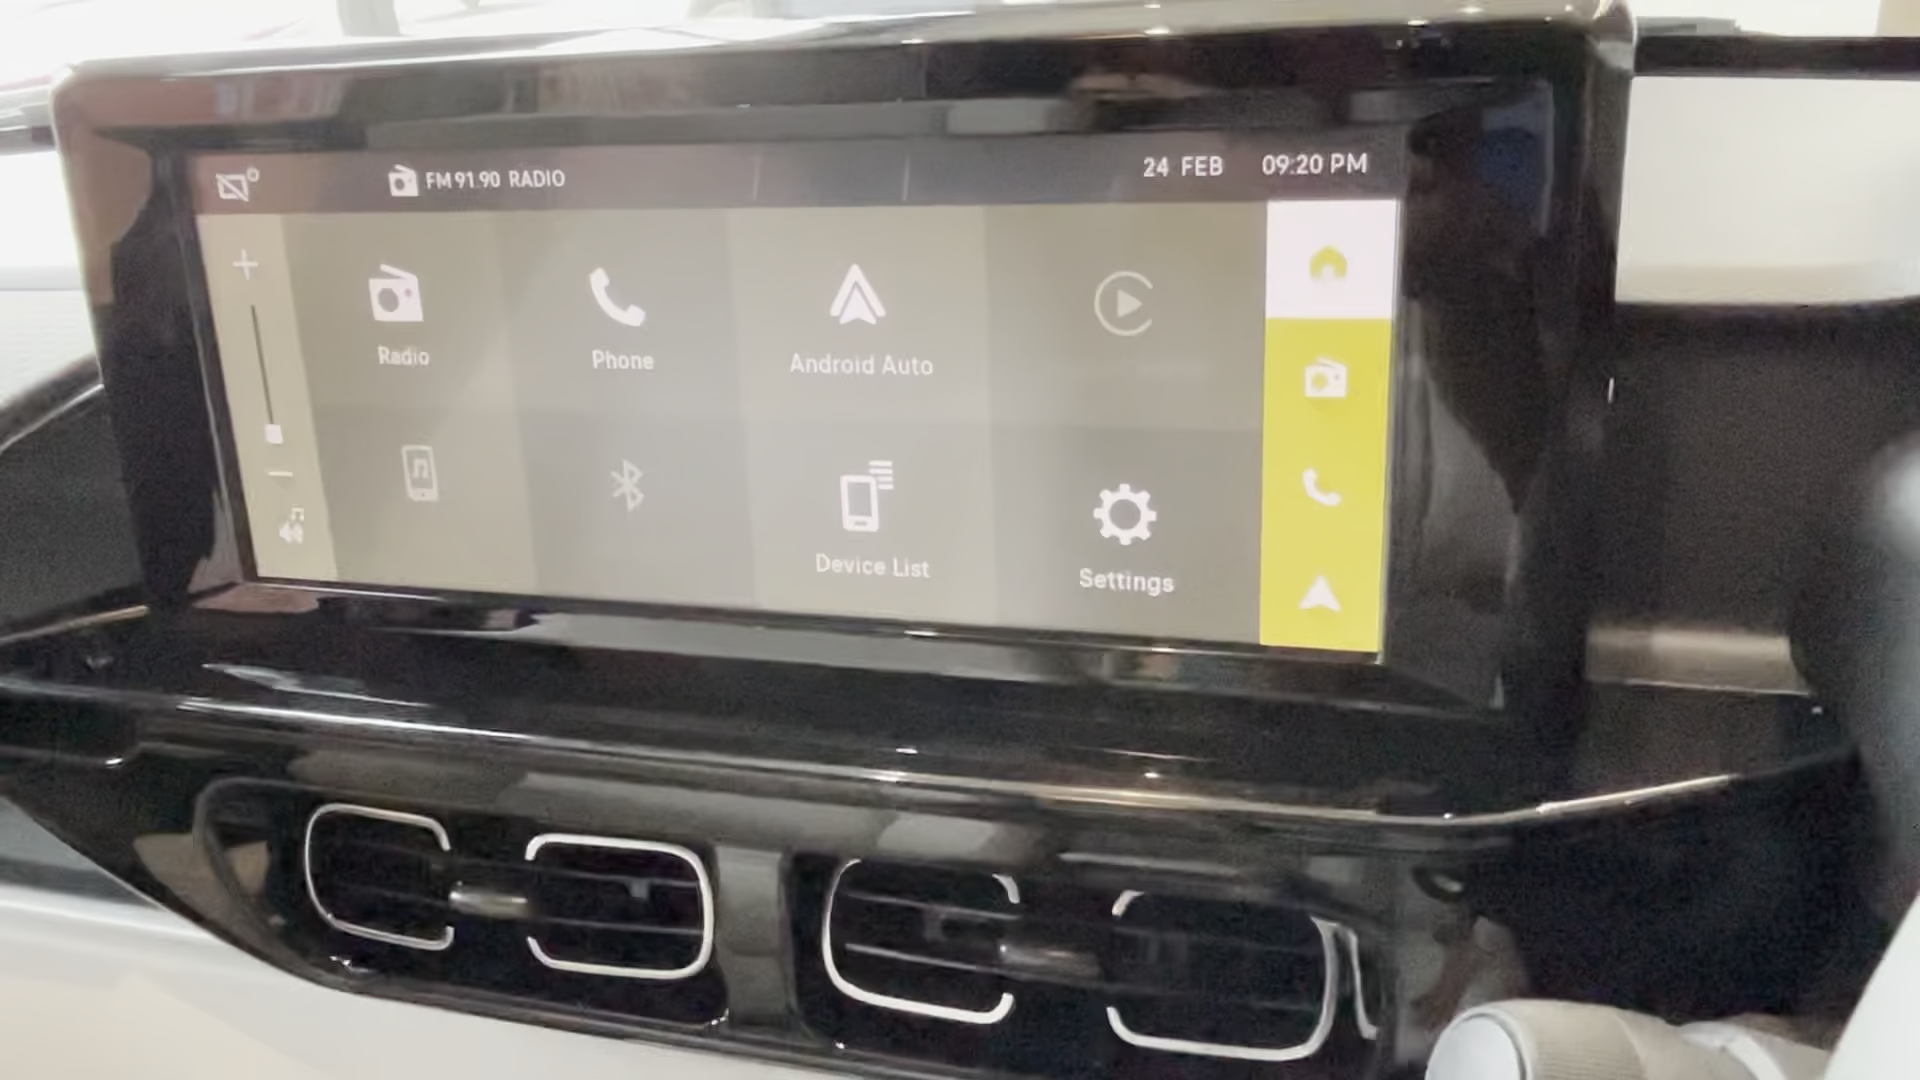 FM 91.90 RADIO
24 FEB 09:20 PM
Radio
Phone
Android Auto
Device List
Settings